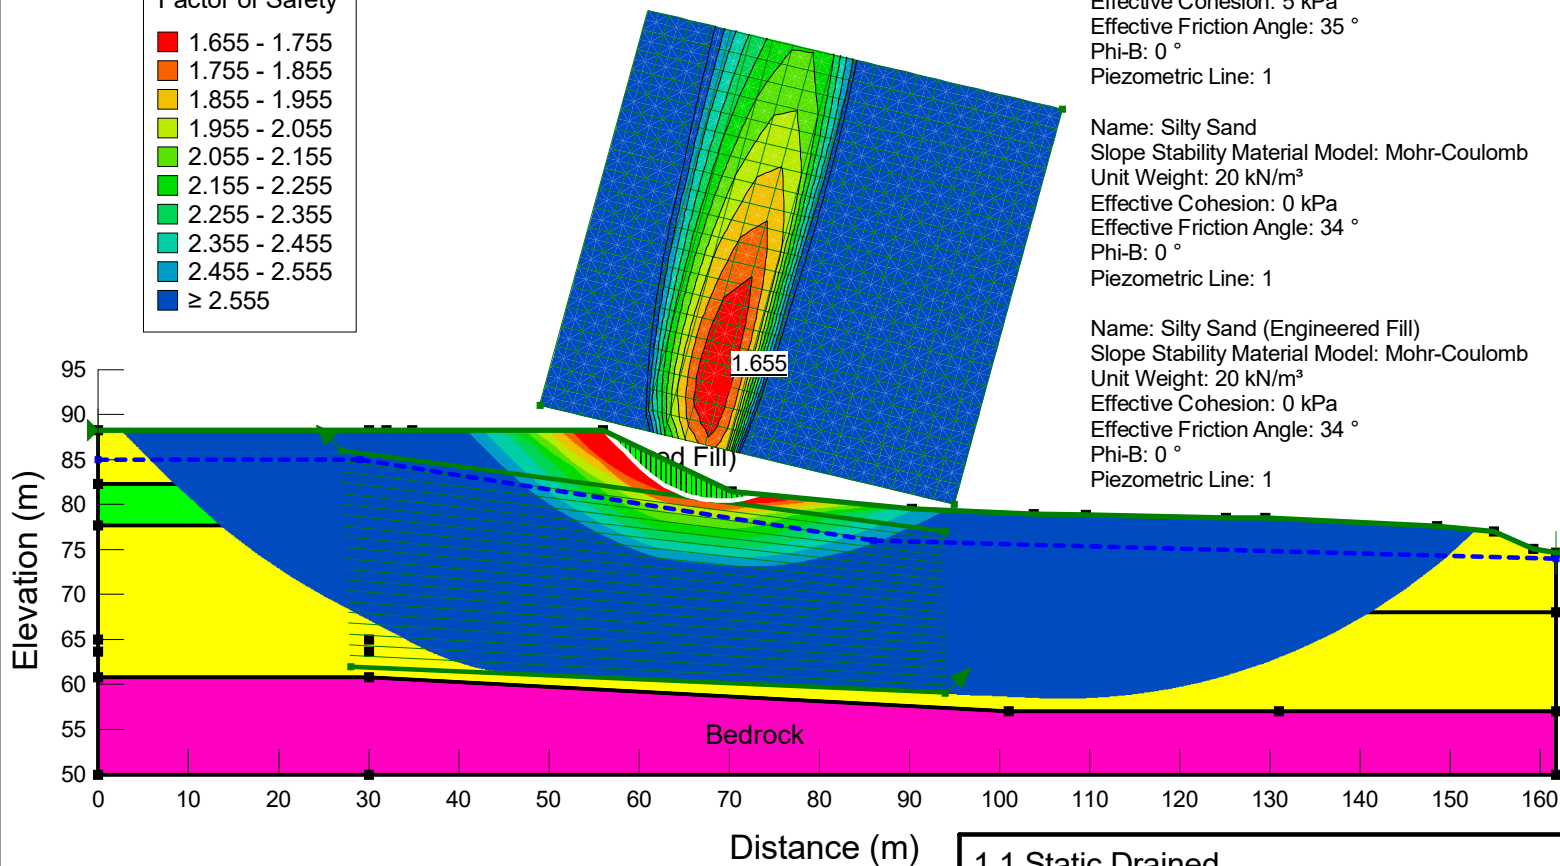 Factor of Safety
1.655 - 1.755
1.755 - 1.855
1.855 - 1.955
1.955 - 2.055
2.055 - 2.155
2.155 - 2.255
2.255 - 2.355
2.355 - 2.455
2.455 - 2.555
≥ 2.555
Effective Cohesion: 5 kPa
Effective Friction Angle: 35 °
Phi-B: 0 °
Piezometric Line: 1
Name: Silty Sand
Slope Stability Material Model: Mohr-Coulomb
Unit Weight: 20 kN/m³
Effective Cohesion: 0 kPa
Effective Friction Angle: 34 °
Phi-B: 0 °
Piezometric Line: 1
Name: Silty Sand (Engineered Fill)
Slope Stability Material Model: Mohr-Coulomb
Unit Weight: 20 kN/m³
Effective Cohesion: 0 kPa
Effective Friction Angle: 34 °
Phi-B: 0 °
Piezometric Line: 1
1.655
ed Fill)
Bedrock
Elevation (m)
95
90
85
80
75
70
65
60
55
50
0 10 20 30 40 50 60 70 80 90 100 110 120 130 140 150 160
Distance (m)
1.1 Static Drained